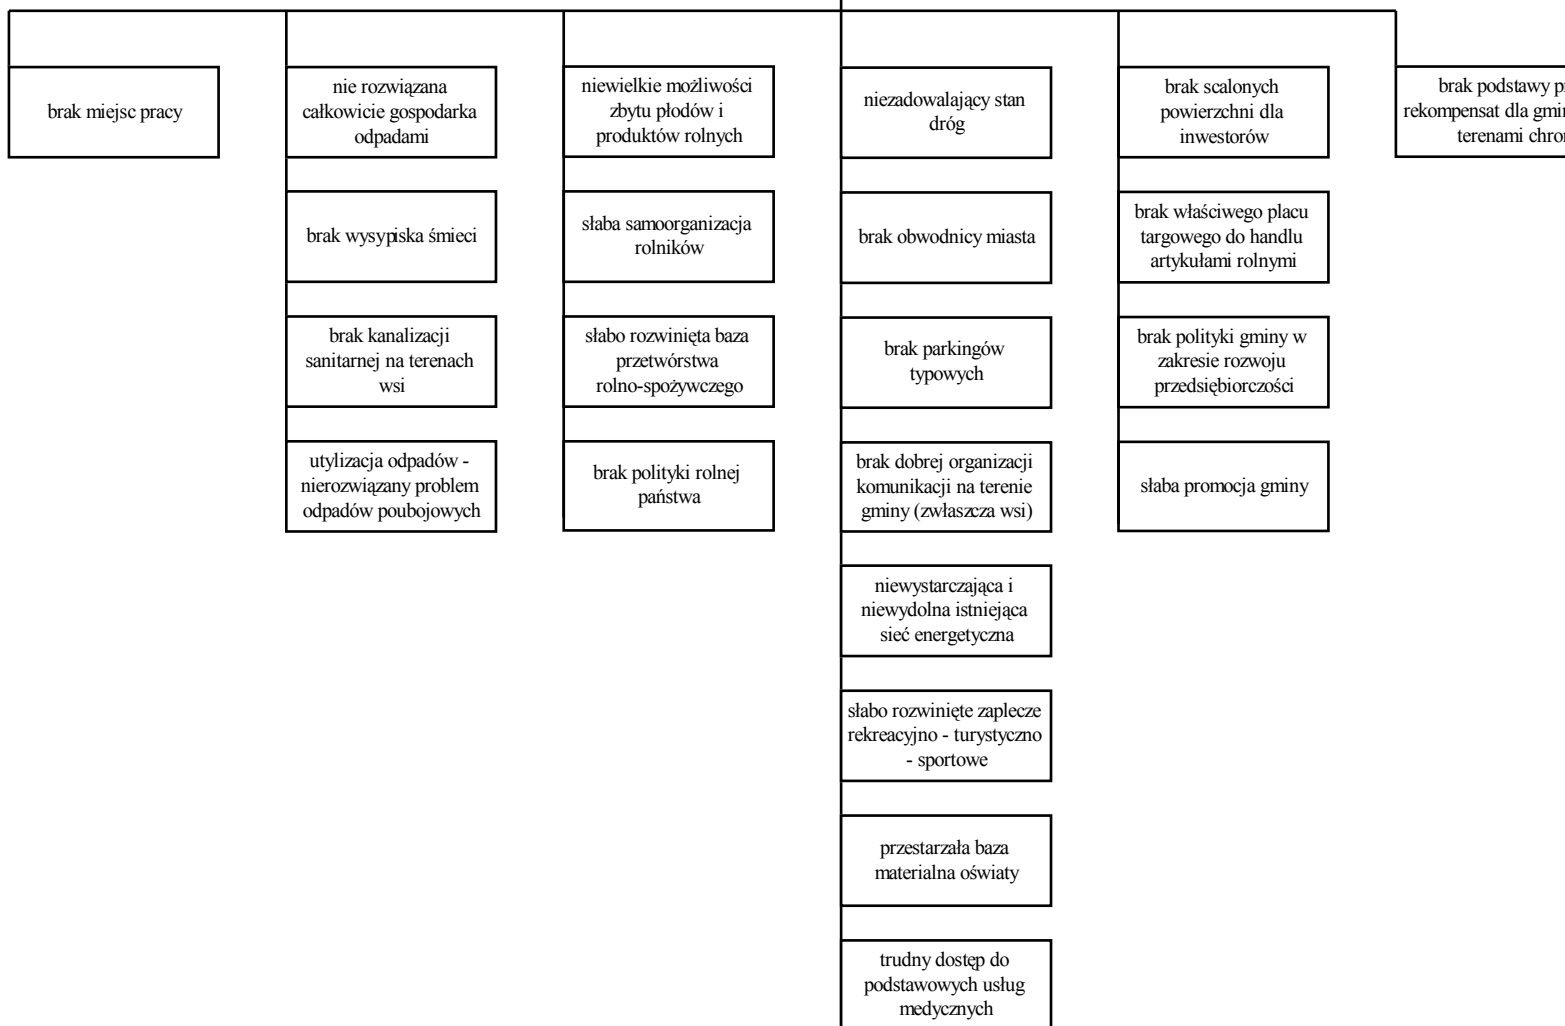 brak miejsc pracy
nie rozwiązana
całkowicie gospodarka
odpadami
brak wysypiska śmieci
brak kanalizacji
sanitarnej na terenach
wsi
utylizacja odpadów -
nierozwiązany problem
odpadów poubojowych
niewielkie możliwości
zbytu płodów i
produktów rolnych
słaba samoorganizacja
rolników
słabo rozwinięta baza
przetwórstwa
rolno-spożywczego
brak polityki rolnej
państwa
niezadowalający stan
dróg
brak obwodnicy miasta
brak parkingów
typowych
brak dobrej organizacji
komunikacji na terenie
gminy (zwłaszcza wsi)
niewystarczająca i
niewydolna istniejąca
sieć energetyczna
słabo rozwinięte zaplecze
rekreacyjno - turystyczno
- sportowe
przestarzała baza
materialna oświaty
trudny dostęp do
podstawowych usług
medycznych
brak scalonych
powierzchni dla
inwestorów
brak właściwego placu
targowego do handlu
artykułami rolnymi
brak polityki gminy w
zakresie rozwoju
przedsiębiorczości
słaba promocja gminy
brak podstawy
rekompensat dla
terenami